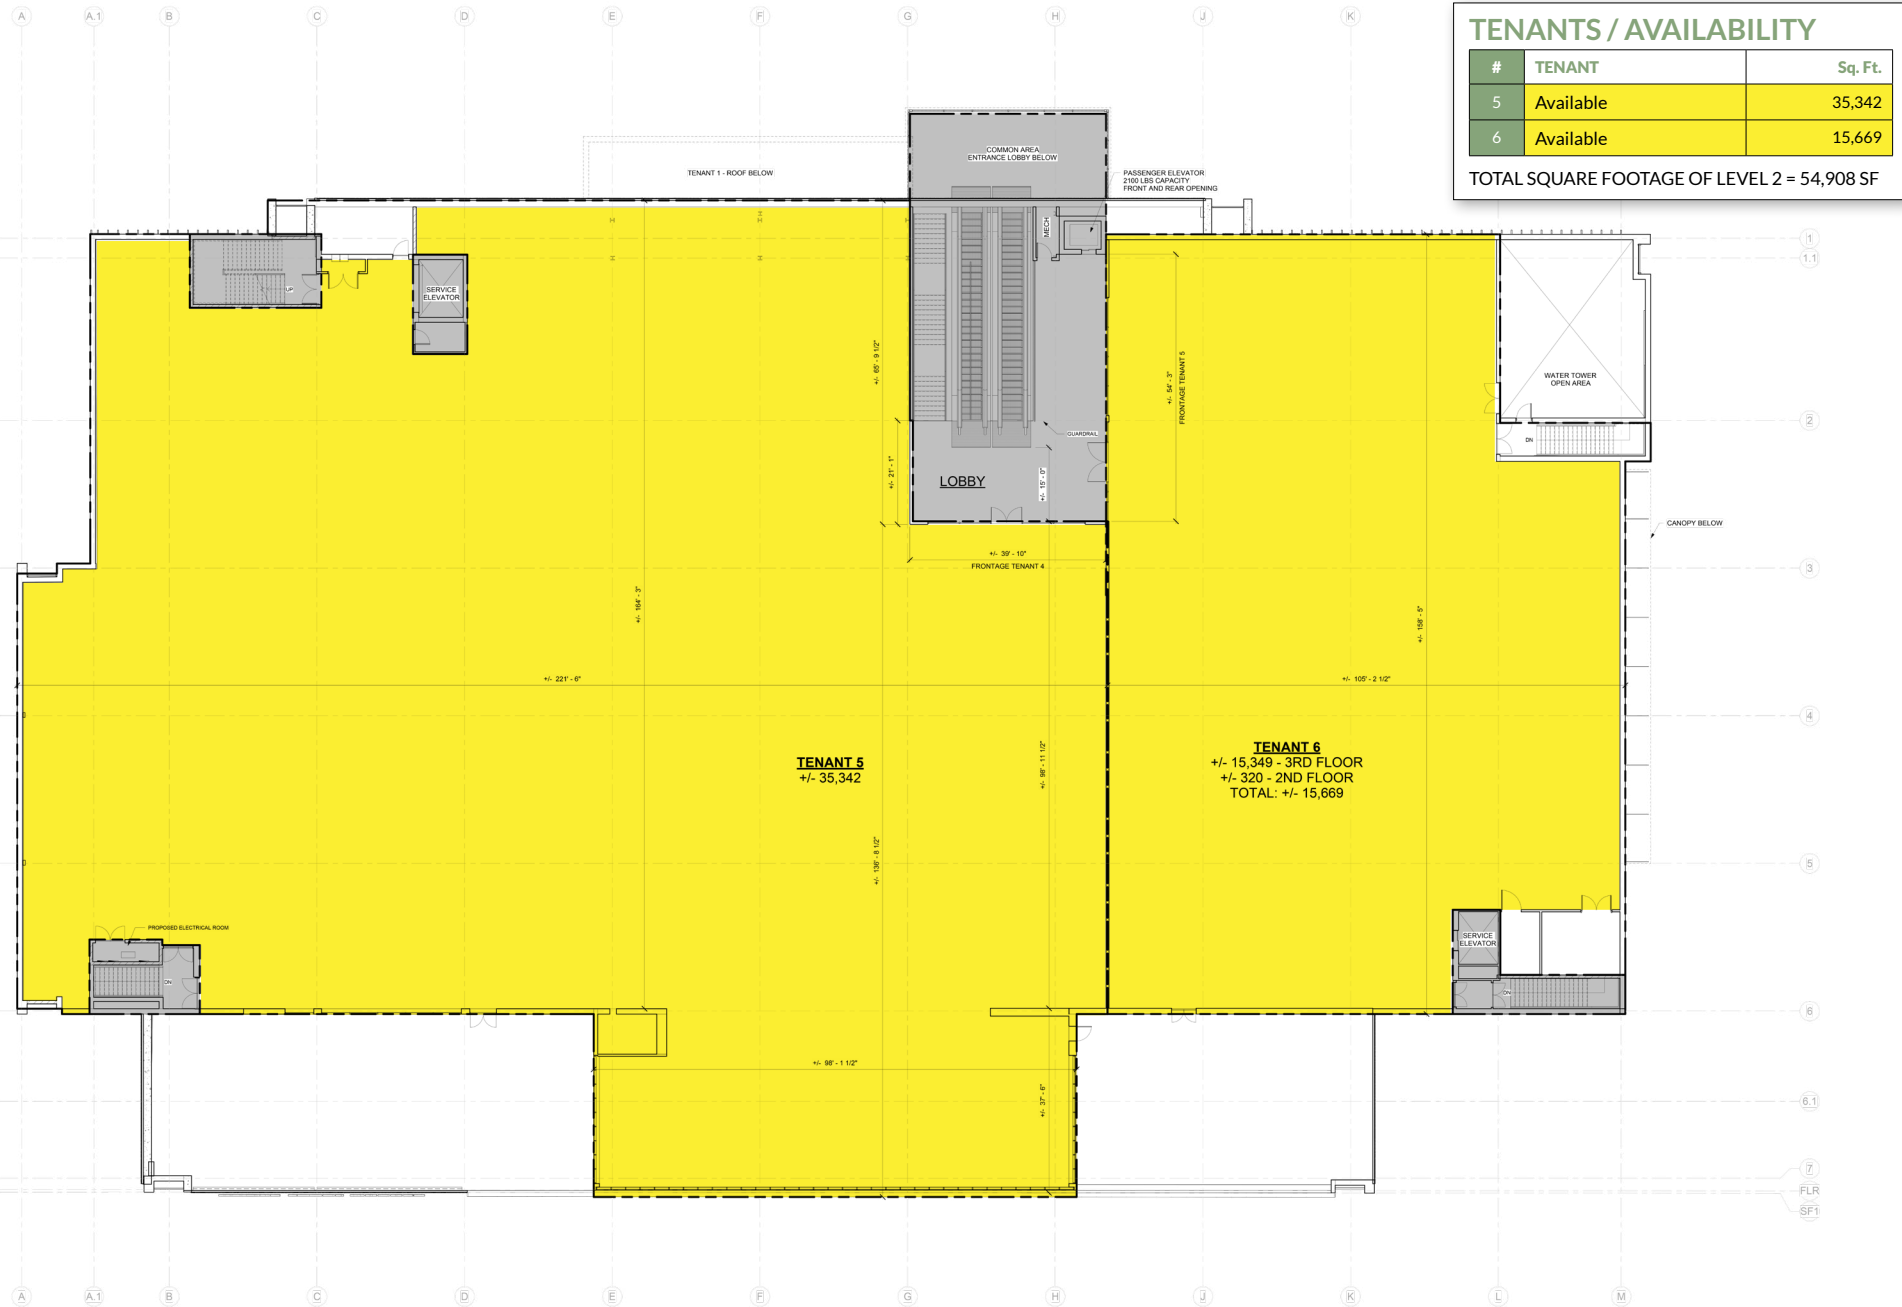 A A.1 B C D E F G H J K
TENANTS / AVAILABILITY
# TENANT Sq. Ft.
5 Available 35,342
6 Available 15,669
TOTAL SQUARE FOOTAGE OF LEVEL 2 = 54,908 SF
COMMON AREA
ENTRANCE LOBBY BELOW
TENANT 1 - ROOF BELOW
PASSENGER ELEVATOR
2100 LBS CAPACITY
FRONT AND REAR OPENING
MECH
1
1.1
UP
SERVICE
ELEVATOR
+/- 65' - 9 1/2"
+/- 54' - 3"
FRONTAGE TENANT 5
WATER TOWER
OPEN AREA
2
GUARDRAIL
DN
+/- 21' - 1"
LOBBY
+/- 15' - 0"
CANOPY BELOW
+/- 39' - 10"
FRONTAGE TENANT 4
3
+/- 164' - 3"
+/- 158' - 5"
+/- 221' - 6"
+/- 105' - 2 1/2"
4
TENANT 5
+/- 35,342
+/- 98' - 11 1/2"
TENANT 6
+/- 15,349 - 3RD FLOOR
+/- 320 - 2ND FLOOR
TOTAL: +/- 15,669
+/- 136' - 8 1/2"
5
PROPOSED ELECTRICAL ROOM
SERVICE
ELEVATOR
DN
DN
6
+/- 98' - 1 1/2"
+/- 37' - 6"
6.1
7
FLR
SF1
A A.1 B C D E F G H J K L M